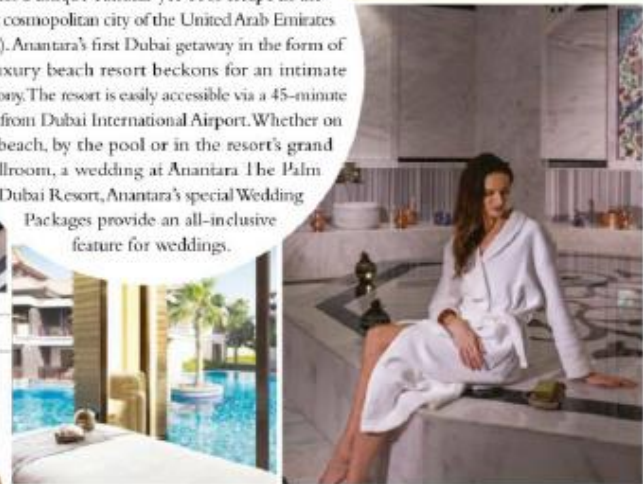 cosmopolitan city of the United Arab Emirates
). Anantara's first Dubai getaway in the form of
xury beach resort beckons for an intimate
ony. The resort is easily accessible via a 45-minute
from Dubai International Airport. Whether on
beach, by the pool or in the resort's grand
llroom, a wedding at Anantara The Palm
Dubai Resort, Anantara's special Wedding
Packages provide an all-inclusive
feature for weddings.